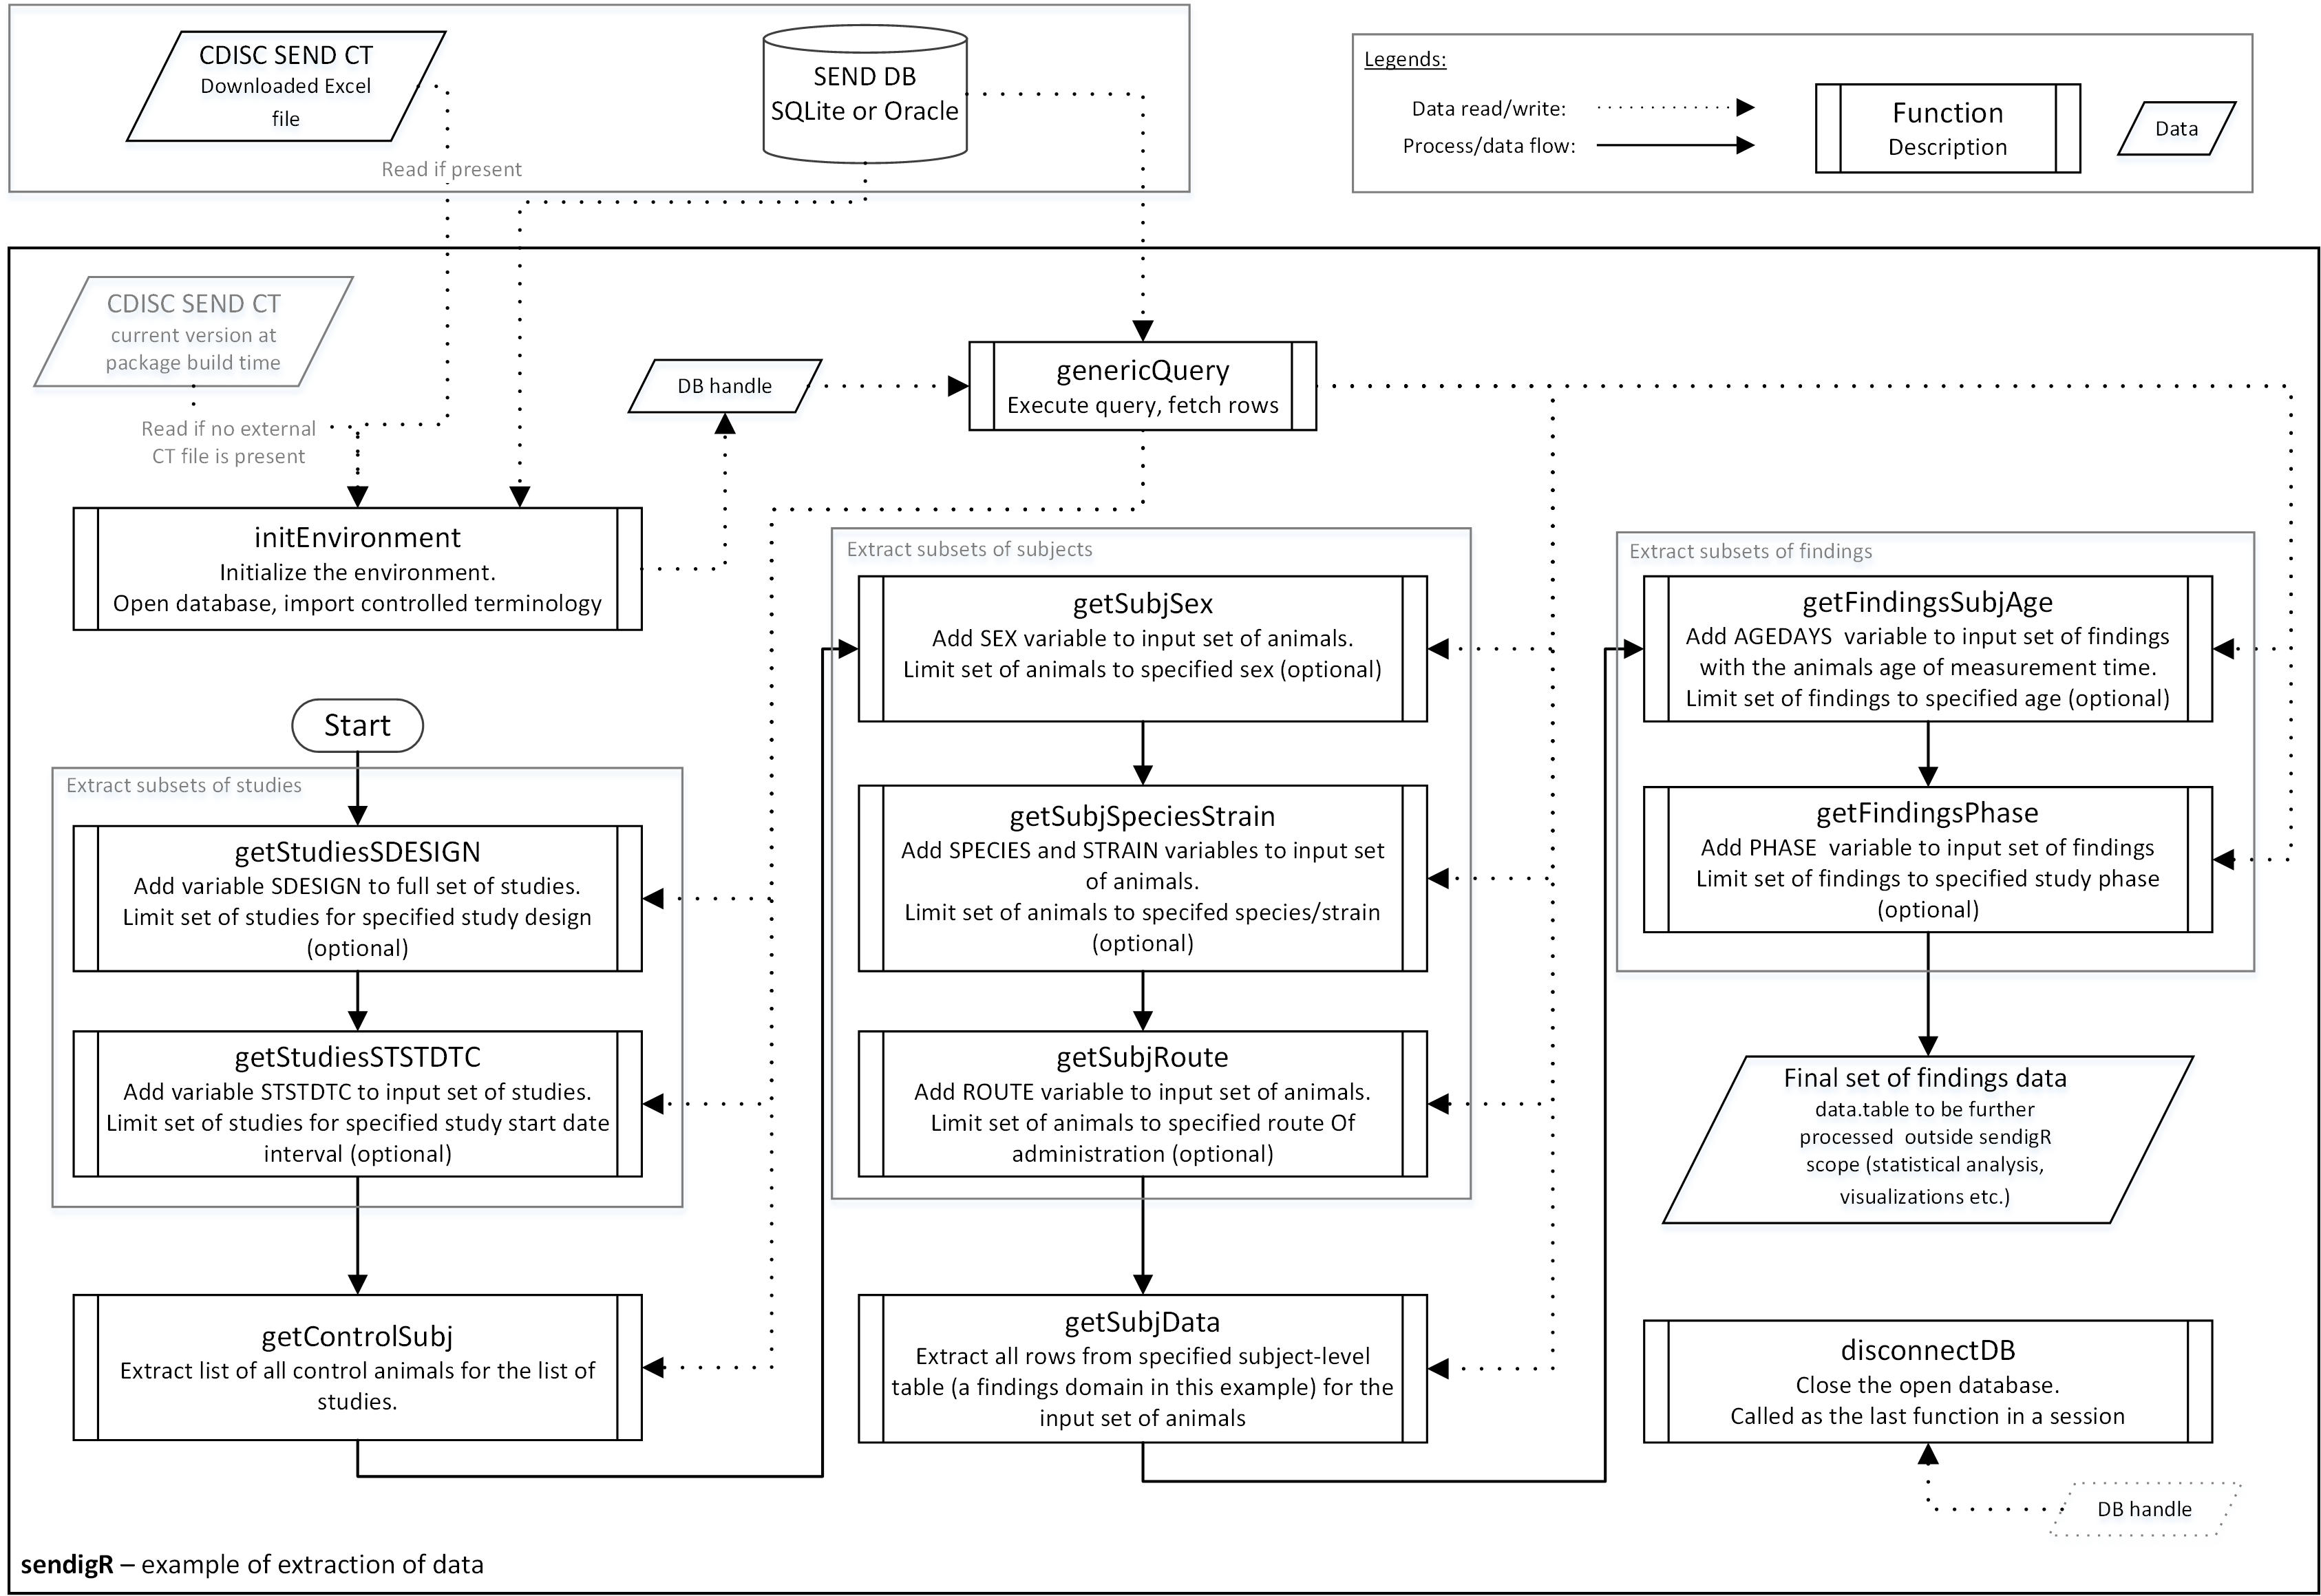 CDISC SEND CT
Downloaded Excel
file
Read if present
SEND DB
SQLite or Oracle
Legends:
Data read/write:
Process/data flow:
Function
Description
Data
CDISC SEND CT
current version at
package build time
Read if no external
CT file is present
DB handle
genericQuery
Execute query, fetch rows
initEnvironment
Initialize the environment.
Open database, import controlled terminology
Start
Extract subsets of studies
getStudiesSDESIGN
Add variable SDESIGN to full set of studies.
Limit set of studies for specified study design
(optional)
getStudiesSTSTDTC
Add variable STSTDTC to input set of studies.
Limit set of studies for specified study start date
interval (optional)
getControlSubj
Extract list of all control animals for the list of
studies.
Extract subsets of subjects
getSubjSex
Add SEX variable to input set of animals.
Limit set of animals to specified sex (optional)
getSubjSpeciesStrain
Add SPECIES and STRAIN variables to input set
of animals.
Limit set of animals to specifed species/strain
(optional)
getSubjRoute
Add ROUTE variable to input set of animals.
Limit set of animals to specified route Of
administration (optional)
getSubjData
Extract all rows from specified subject-level
table (a findings domain in this example) for the
input set of animals
Extract subsets of findings
getFindingsSubjAge
Add AGEDAYS variable to input set of findings
with the animals age of measurement time.
Limit set of findings to specified age (optional)
getFindingsPhase
Add PHASE variable to input set of findings
Limit set of findings to specified study phase
(optional)
Final set of findings data
data.table to be further
processed outside sendigR
scope (statistical analysis,
visualizations etc.)
disconnectDB
Close the open database.
Called as the last function in a session
DB handle
sendigR – example of extraction of data